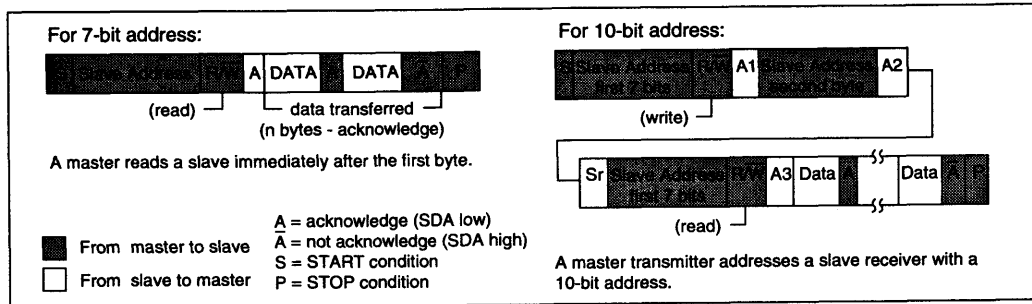 For 7-bit address:
S Slave Address R/W A DATA A DATA A̅ P
(read)
data transferred
(n bytes - acknowledge)
A master reads a slave immediately after the first byte.
From master to slave
From slave to master
A = acknowledge (SDA low)
A̅ = not acknowledge (SDA high)
S = START condition
P = STOP condition
For 10-bit address:
S Slave Address R/W A1 Slave Address A2
first 7 bits second byte
(write)
Sr Slave Address R/W A3 Data A Data A̅ P
first 7 bits
(read)
A master transmitter addresses a slave receiver with a
10-bit address.